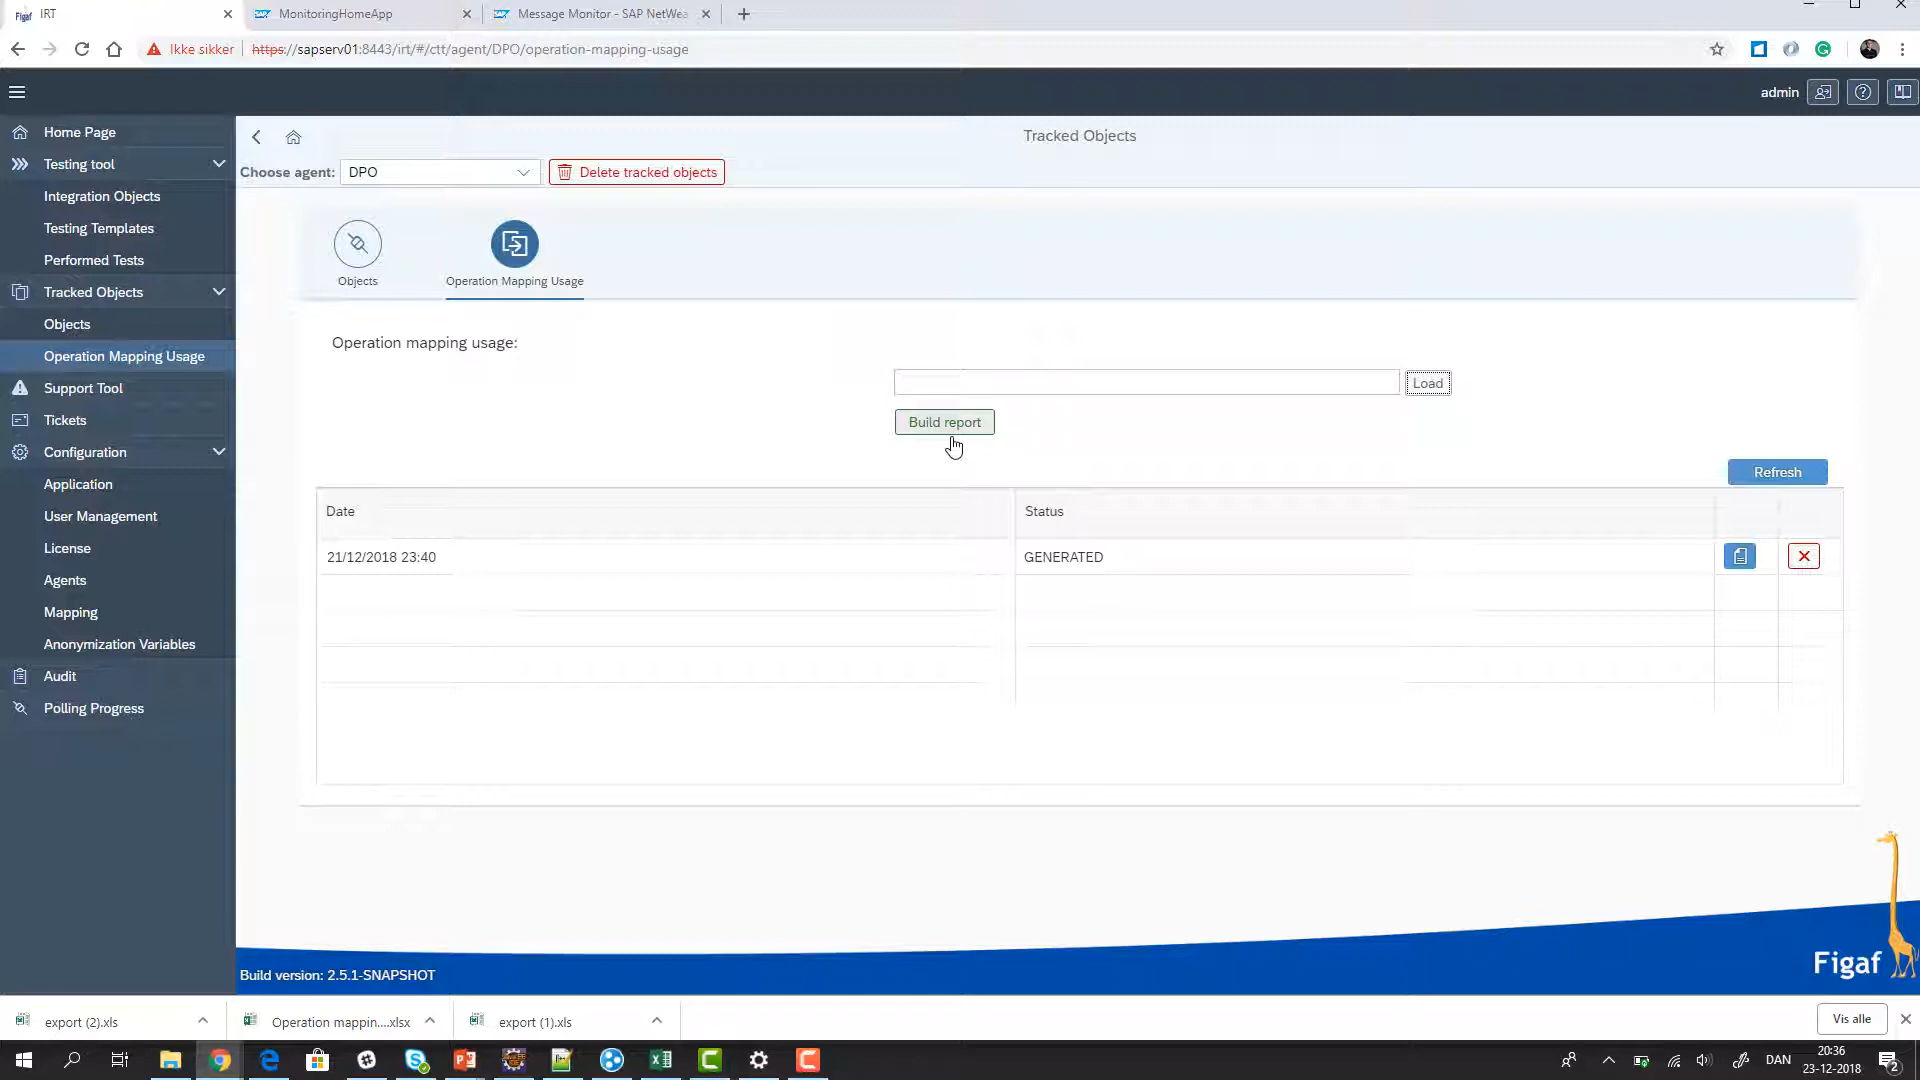 IRT
MonitoringHomeApp
Message Monitor - SAP NetWea
Ikke sikker
https://sapserv01:8443/irt/#/ctt/agent/DPO/operation-mapping-usage
admin
Home Page
Testing tool
Integration Objects
Testing Templates
Performed Tests
Tracked Objects
Objects
Operation Mapping Usage
Support Tool
Tickets
Configuration
Application
User Management
License
Agents
Mapping
Anonymization Variables
Audit
Polling Progress
Tracked Objects
Choose agent: DPO Delete tracked objects
Objects
Operation Mapping Usage
Operation mapping usage:
Load
Build report
Refresh
Date Status
21/12/2018 23:40 GENERATED
Figaf
Build version: 2.5.1-SNAPSHOT
export (2).xls
Operation mappin....xlsx
export (1).xls
Vis alle
DAN
20:36
23-12-2018
2